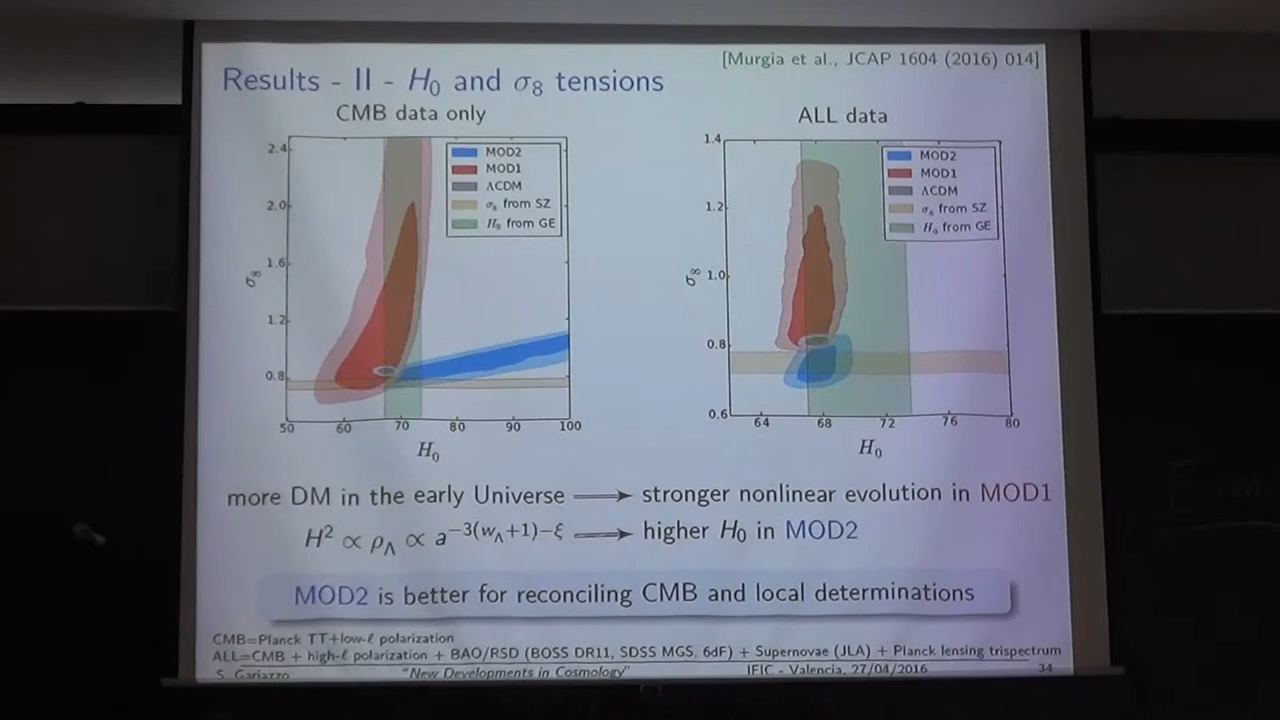 [Murgia et al., JCAP 1604 (2016) 014]
Results - II - H₀ and σ₈ tensions
CMB data only
2.4
2.0
1.6
1.2
0.8
σ₈
MOD2
MOD1
ΛCDM
σ₈ from SZ
H₀ from GE
50 60 70 80 90 100
H₀
ALL data
1.4
1.2
1.0
0.8
0.6
σ₈
MOD2
MOD1
ΛCDM
σ₈ from SZ
H₀ from GE
64 68 72 76 80
H₀
more DM in the early Universe ⟹ stronger nonlinear evolution in MOD1
H² ∝ ρ_Λ ∝ a^{-3(w_Λ+1)-ξ} ⟹ higher H₀ in MOD2
MOD2 is better for reconciling CMB and local determinations
CMB=Planck TT+low-ℓ polarization
ALL=CMB + high-ℓ polarization + BAO/RSD (BOSS DR11, SDSS MGS, 6dF) + Supernovae (JLA) + Planck lensing trispectrum
S. Gariazzo "New Developments in Cosmology" IFIC - Valencia, 27/04/2016 34